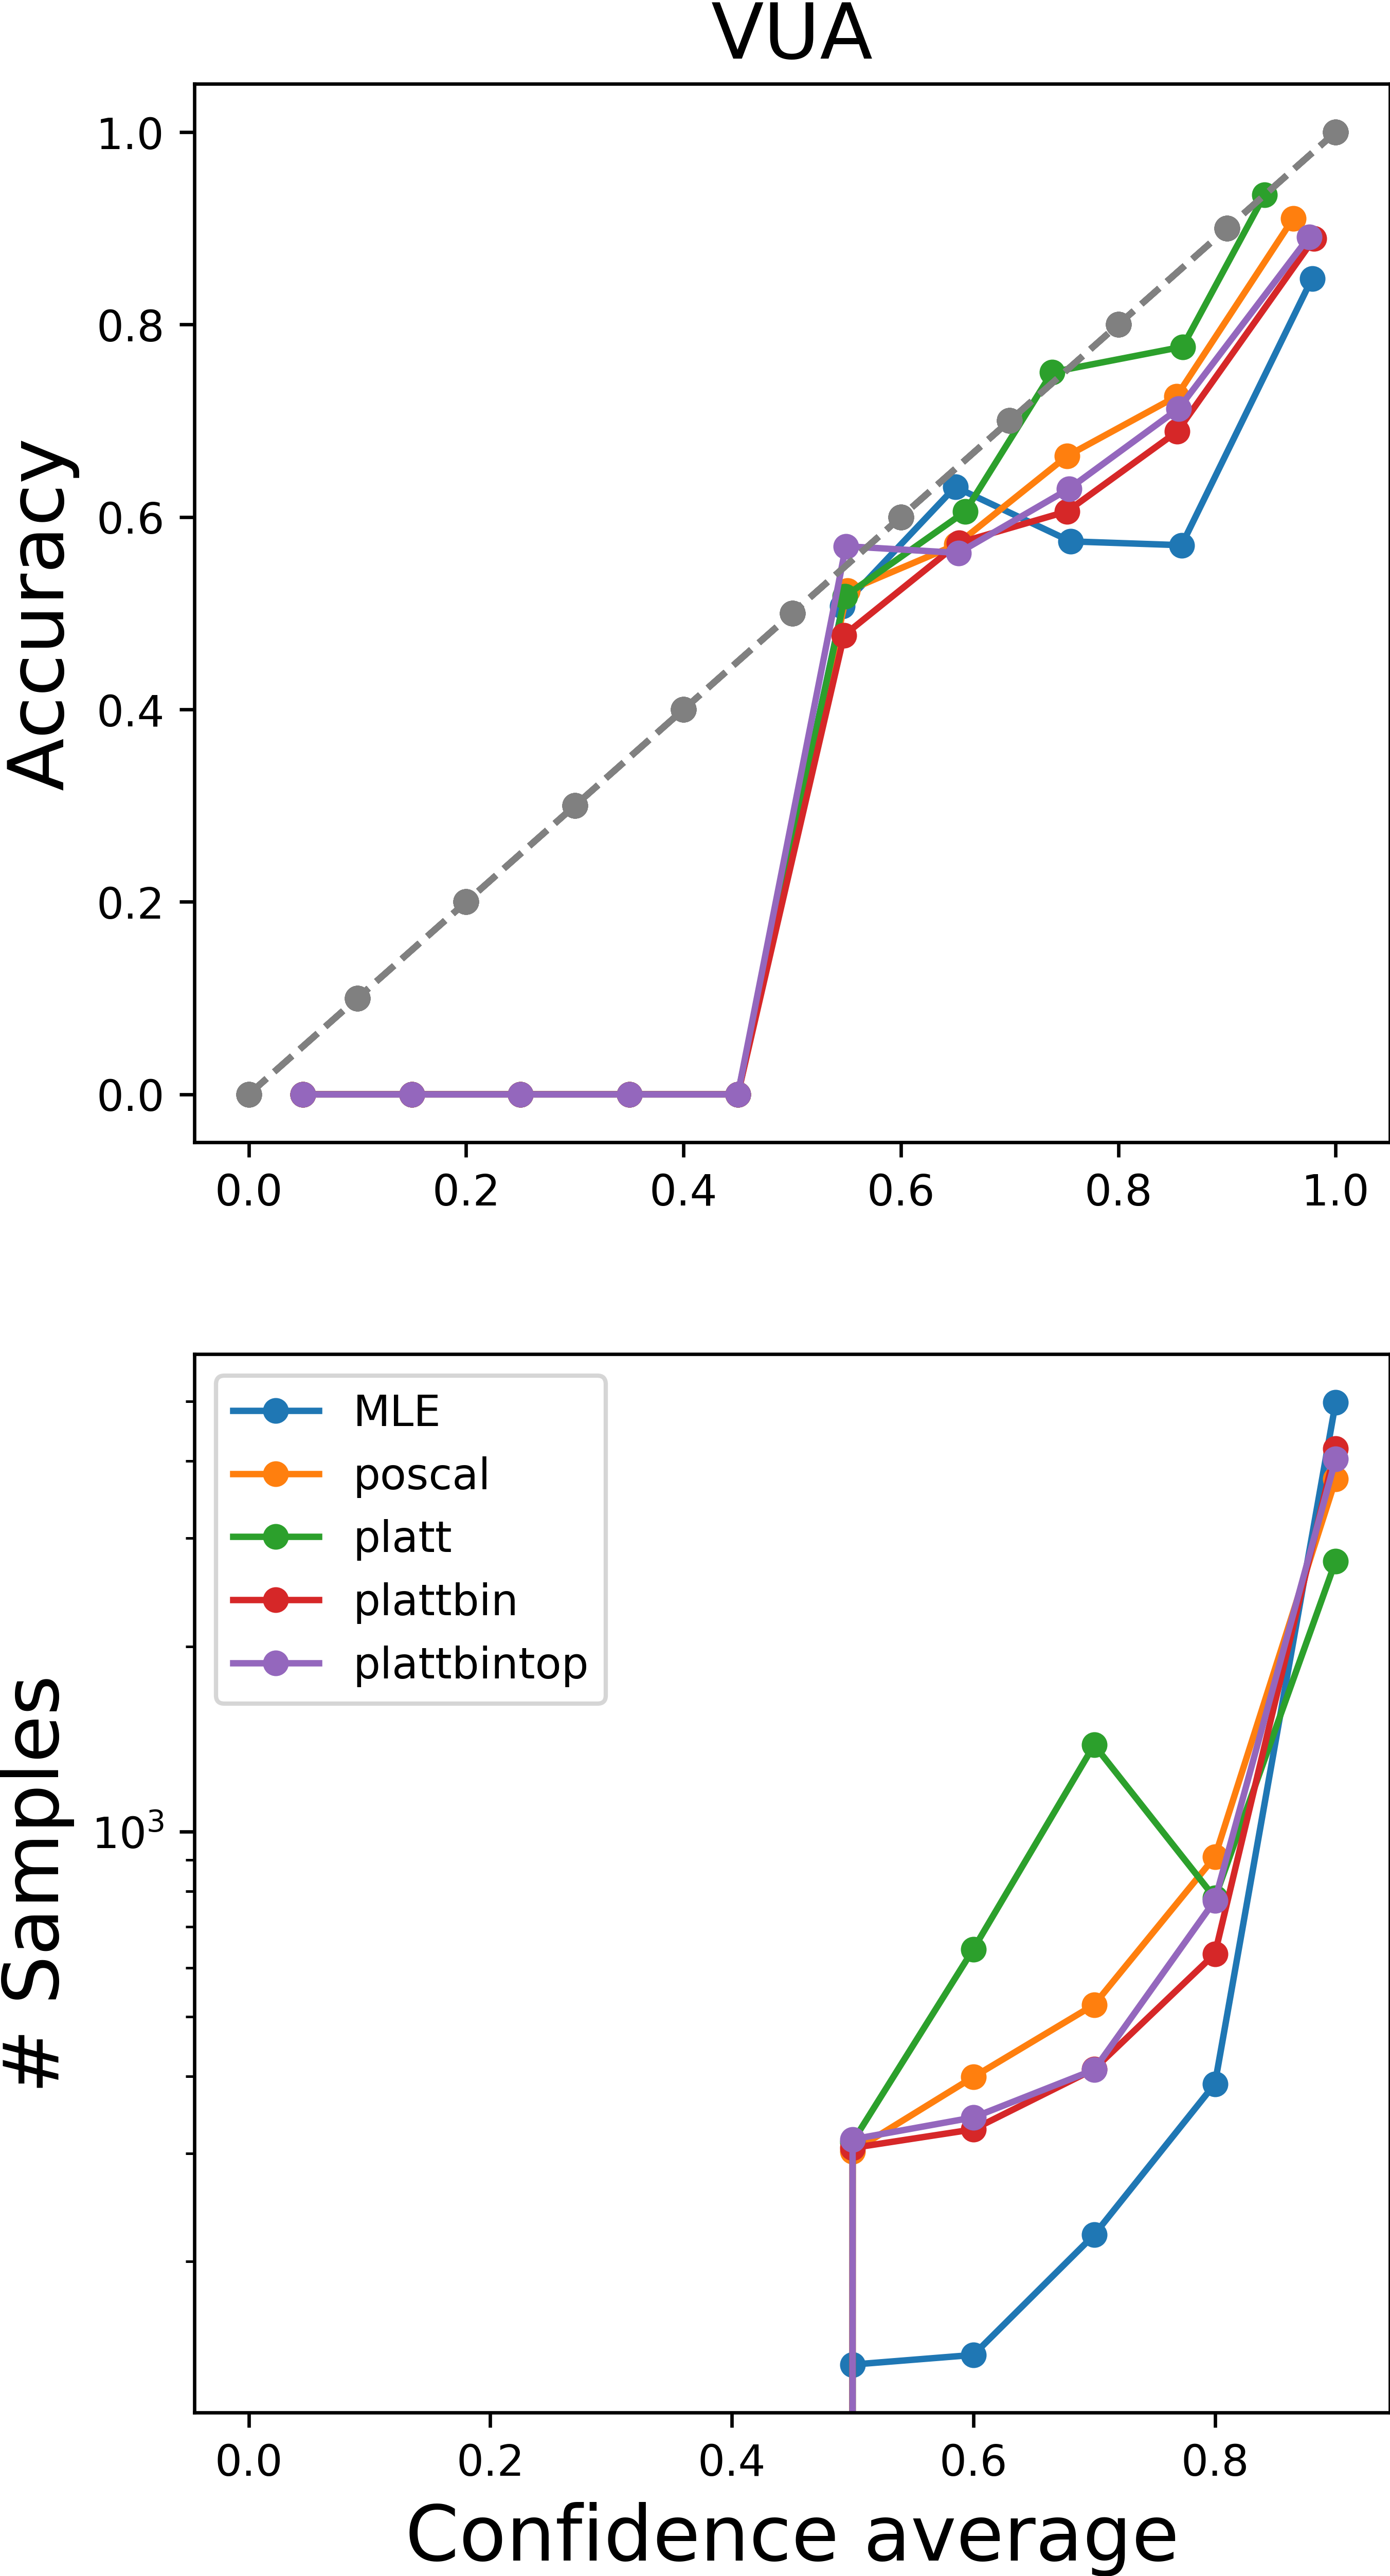 VUA
Accuracy
1.0
0.8
0.6
0.4
0.2
0.0
0.0 0.2 0.4 0.6 0.8 1.0
# Samples
10³
MLE
poscal
platt
plattbin
plattbintop
0.0 0.2 0.4 0.6 0.8
Confidence average